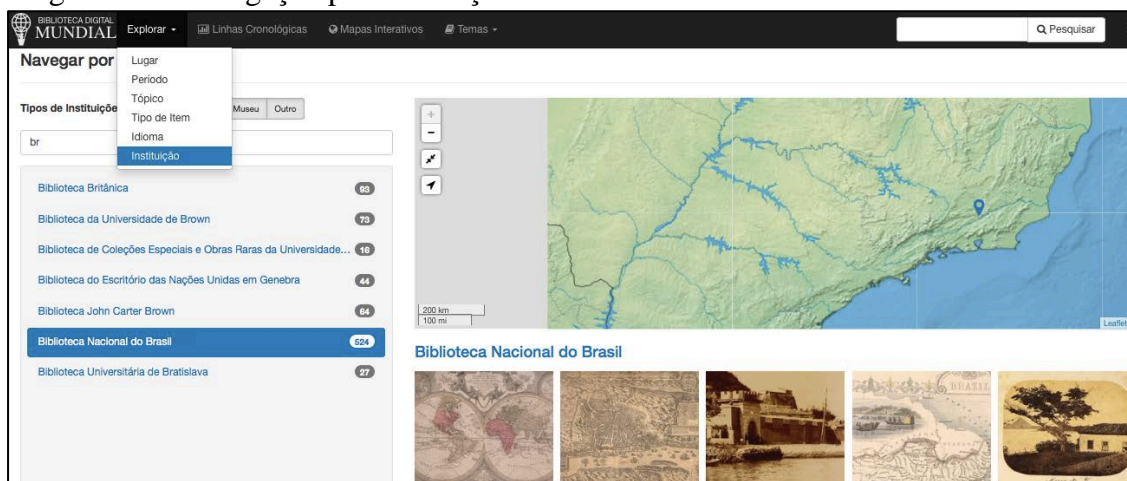 BIBLIOTECA DIGITAL
MUNDIAL
Explorar
Linhas Cronológicas
Mapas Interativos
Temas
Pesquisar
Navegar por
Lugar
Período
Tópico
Tipo de Item
Idioma
Instituição
Tipos de Instituiçõe
Museu
Outro
br
Biblioteca Britânica 93
Biblioteca da Universidade de Brown 73
Biblioteca de Coleções Especiais e Obras Raras da Universidade... 16
Biblioteca do Escritório das Nações Unidas em Genebra 44
Biblioteca John Carter Brown 64
Biblioteca Nacional do Brasil 524
Biblioteca Universitária de Bratislava 27
+
-
200 km
100 mi
Leaflet
Biblioteca Nacional do Brasil
BRAZIL